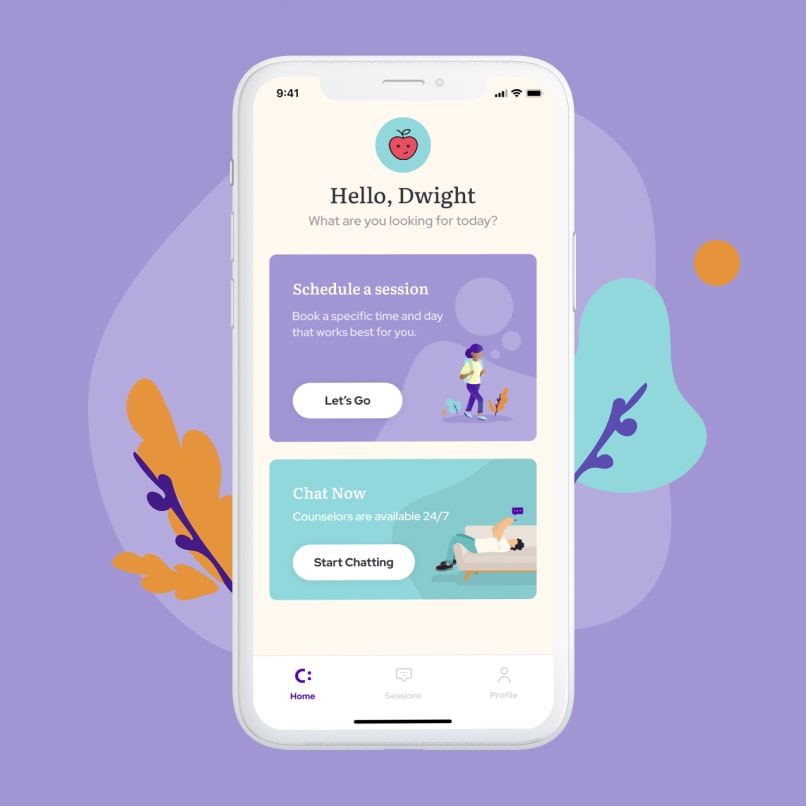 9:41
Hello, Dwight
What are you looking for today?
Schedule a session
Book a specific time and day
that works best for you.
Let's Go
Chat Now
Counselors are available 24/7
Start Chatting
C:
Home
Sessions
Profile